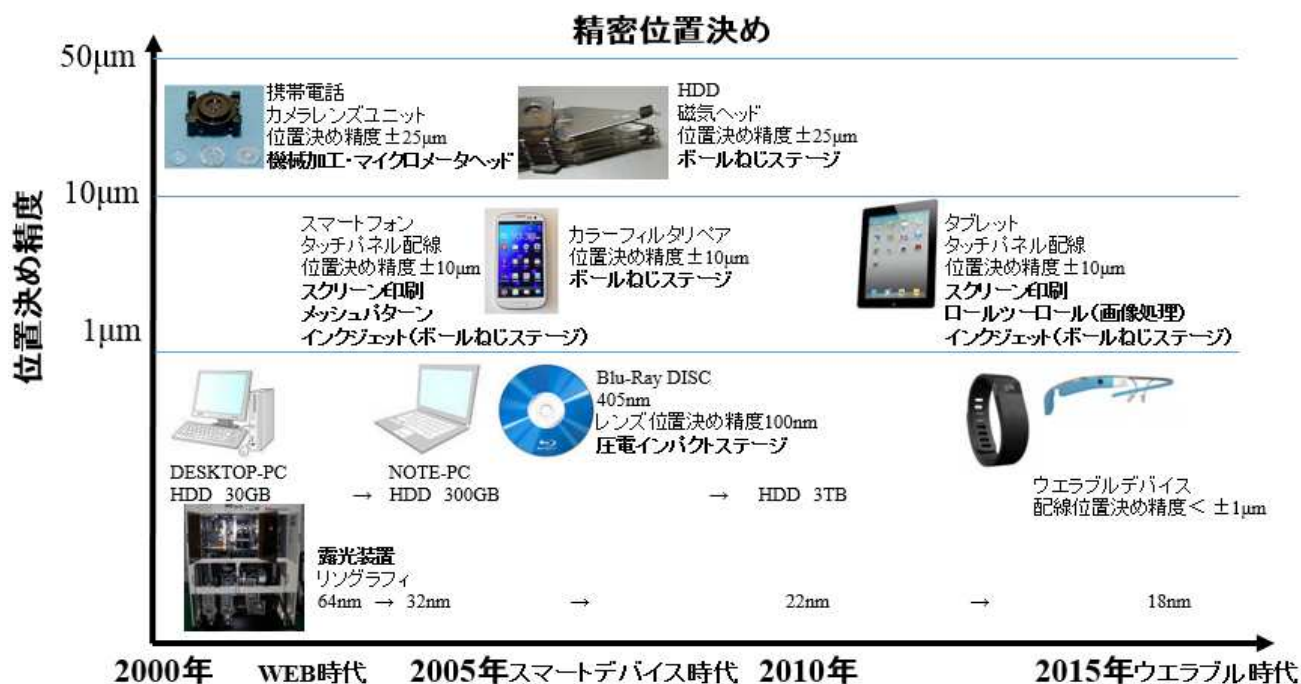 精密位置決め
50μm
携帯電話
カメラレンズユニット
位置決め精度±25μm
機械加工・マイクロメータヘッド
HDD
磁気ヘッド
位置決め精度±25μm
ボールねじステージ
10μm
位置決め精度
スマートフォン
タッチパネル配線
位置決め精度±10μm
スクリーン印刷
メッシュパターン
インクジェット(ボールねじステージ)
カラーフィルタリペア
位置決め精度±10μm
ボールねじステージ
タブレット
タッチパネル配線
位置決め精度±10μm
スクリーン印刷
ロールツーロール(画像処理)
インクジェット(ボールねじステージ)
1μm
Blu-Ray DISC
405nm
レンズ位置決め精度100nm
圧電インパクトステージ
DESKTOP-PC
HDD 30GB → 
NOTE-PC
HDD 300GB → HDD 3TB
ウエラブルデバイス
配線位置決め精度< ±1μm
露光装置
リソグラフィ
64nm → 32nm → 22nm → 18nm
2000年 WEB時代 2005年 スマートデバイス時代 2010年 2015年 ウエラブル時代